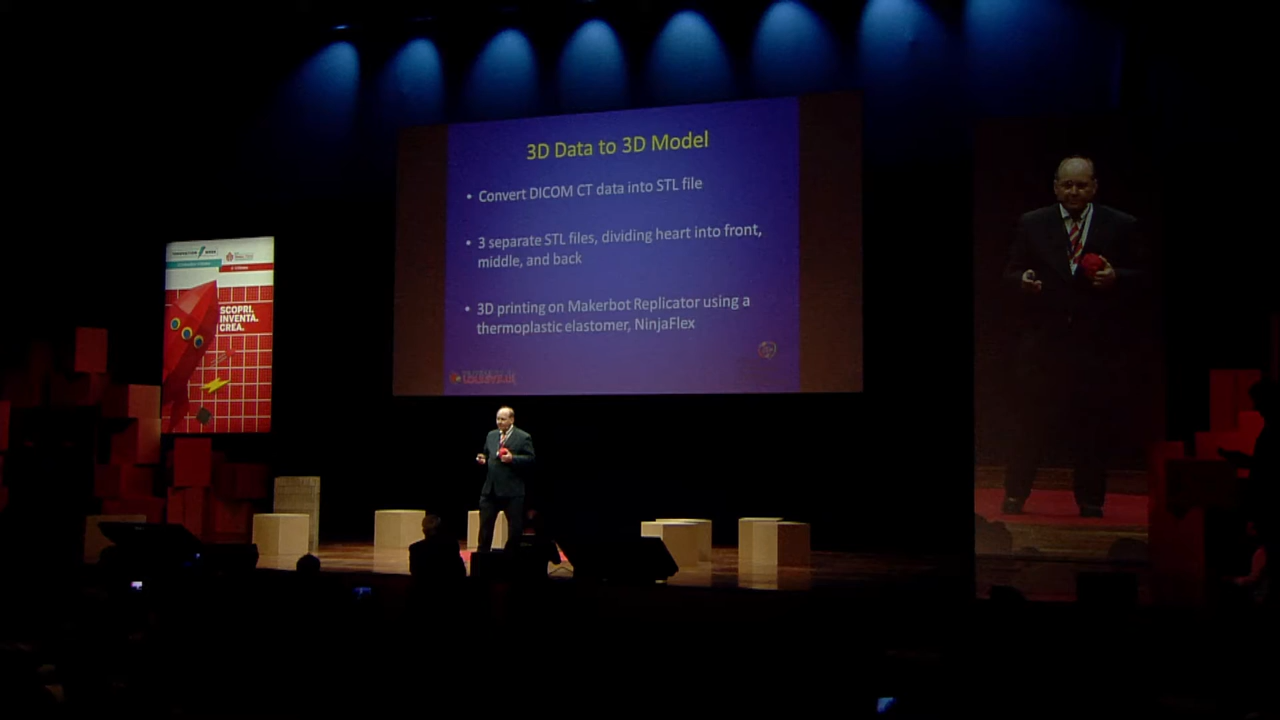 3D Data to 3D Model
• Convert DICOM CT data into STL file
• 3 separate STL files, dividing heart into front,
middle, and back
• 3D printing on Makerbot Replicator using a
thermoplastic elastomer, NinjaFlex
SCOPRI.
INVENTA.
CREA.